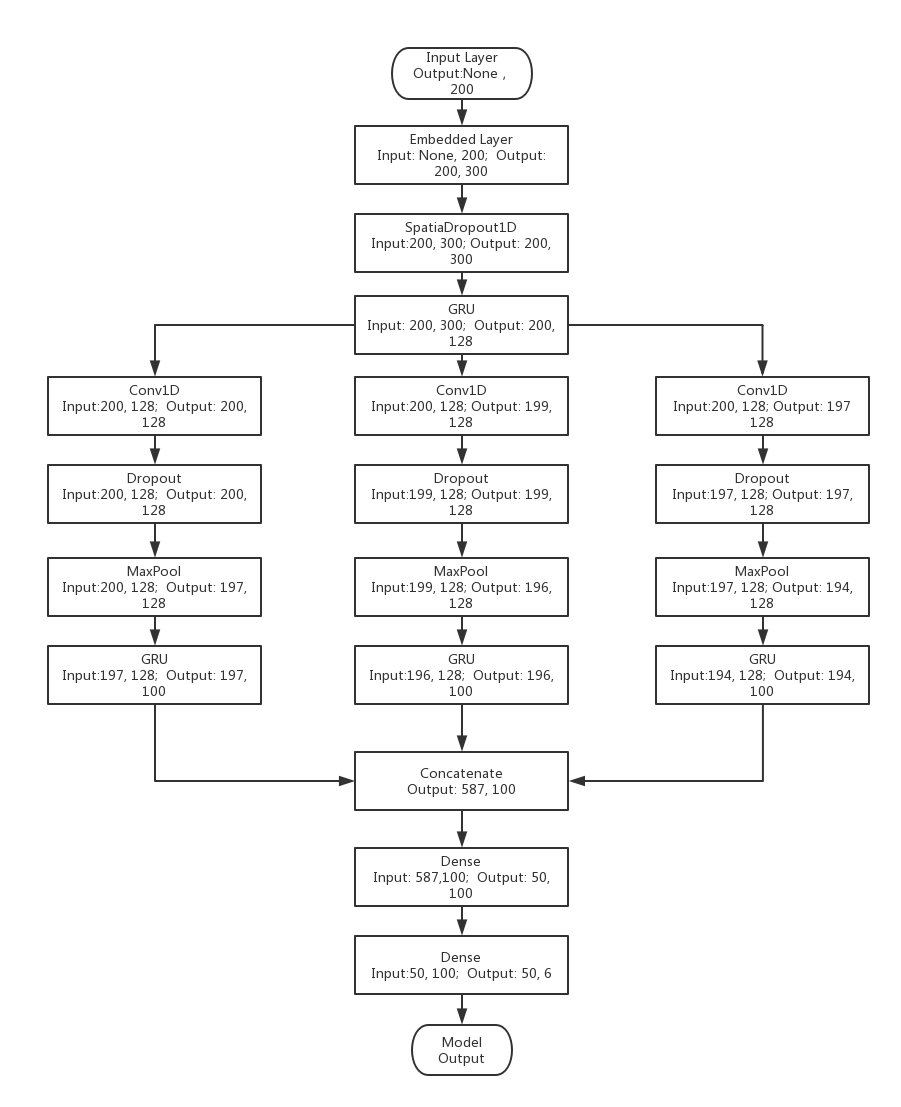 Input Layer
Output:None ,
200
Embedded Layer
Input: None, 200;  Output:
200, 300
SpatiaDropout1D
Input:200, 300; Output: 200,
300
GRU
Input: 200, 300;  Output: 200,
128
Conv1D
Input:200, 128;  Output: 200,
128
Conv1D
Input:200, 128; Output: 199,
128
Conv1D
Input:200, 128; Output: 197
128
Dropout
Input:200, 128;  Output: 200,
128
Dropout
Input:199, 128; Output: 199,
128
Dropout
Input:197, 128; Output: 197,
128
MaxPool
Input:200, 128;  Output: 197,
128
MaxPool
Input:199, 128; Output: 196,
128
MaxPool
Input:197, 128; Output: 194,
128
GRU
Input:197, 128;  Output: 197,
100
GRU
Input:196, 128;  Output: 196,
100
GRU
Input:194, 128;  Output: 194,
100
Concatenate
Output: 587, 100
Dense
Input: 587,100;  Output: 50,
100
Dense
Input:50, 100;  Output: 50, 6
Model
Output